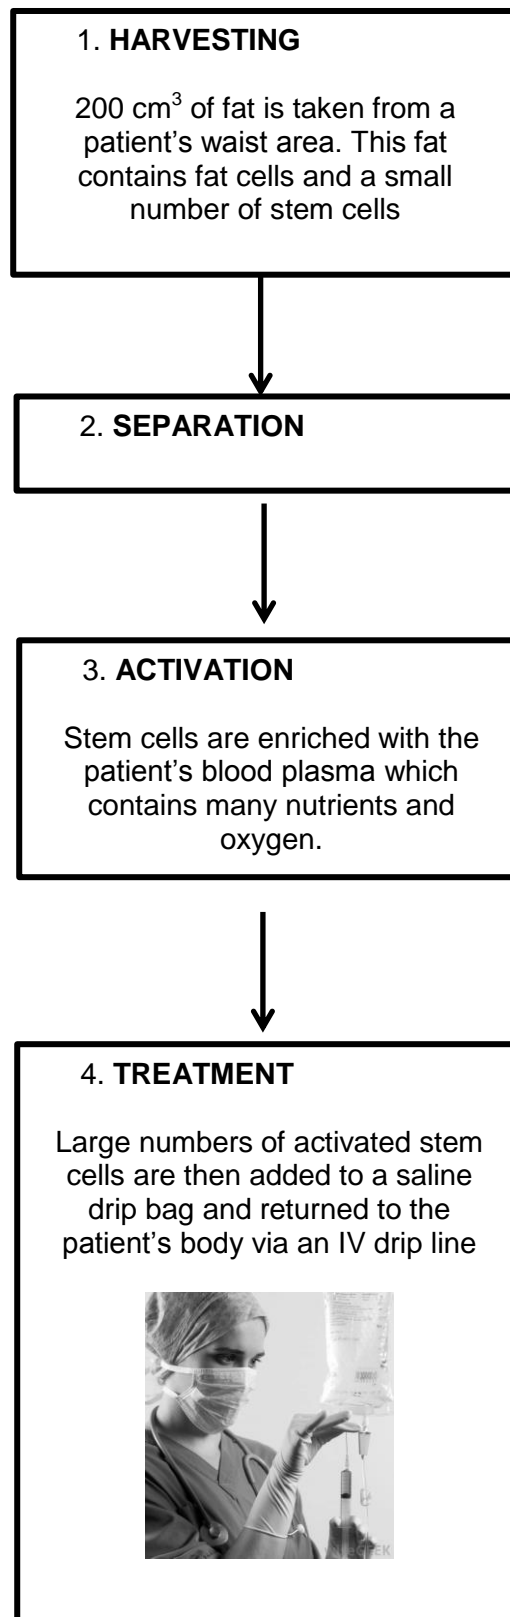 1. HARVESTING
200 cm³ of fat is taken from a
patient's waist area. This fat
contains fat cells and a small
number of stem cells
2. SEPARATION
3. ACTIVATION
Stem cells are enriched with the
patient's blood plasma which
contains many nutrients and
oxygen.
4. TREATMENT
Large numbers of activated stem
cells are then added to a saline
drip bag and returned to the
patient's body via an IV drip line